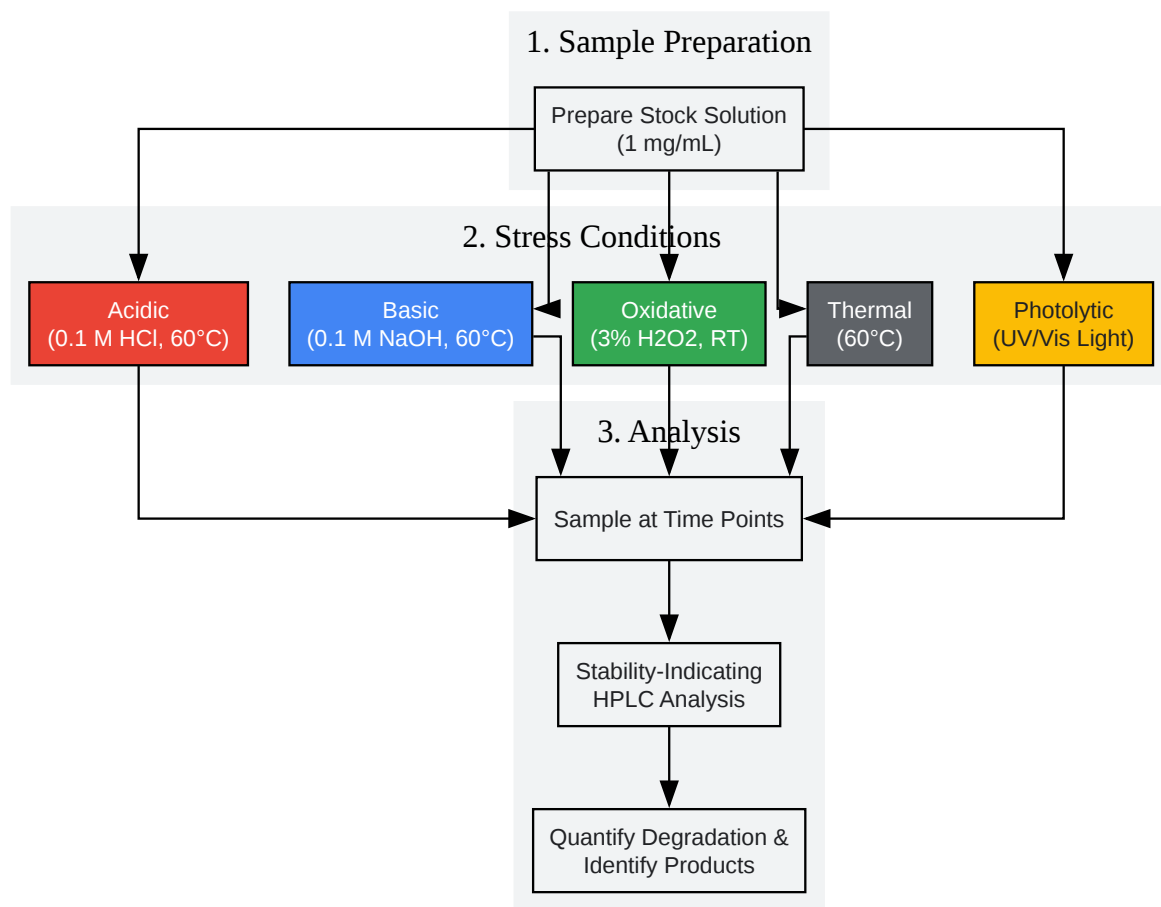 1. Sample Preparation
Prepare Stock Solution
(1 mg/mL)
2. Stress Conditions
Acidic
(0.1 M HCl, 60°C)
Basic
(0.1 M NaOH, 60°C)
Oxidative
(3% H2O2, RT)
Thermal
(60°C)
Photolytic
(UV/Vis Light)
3. Analysis
Sample at Time Points
Stability-Indicating
HPLC Analysis
Quantify Degradation &
Identify Products